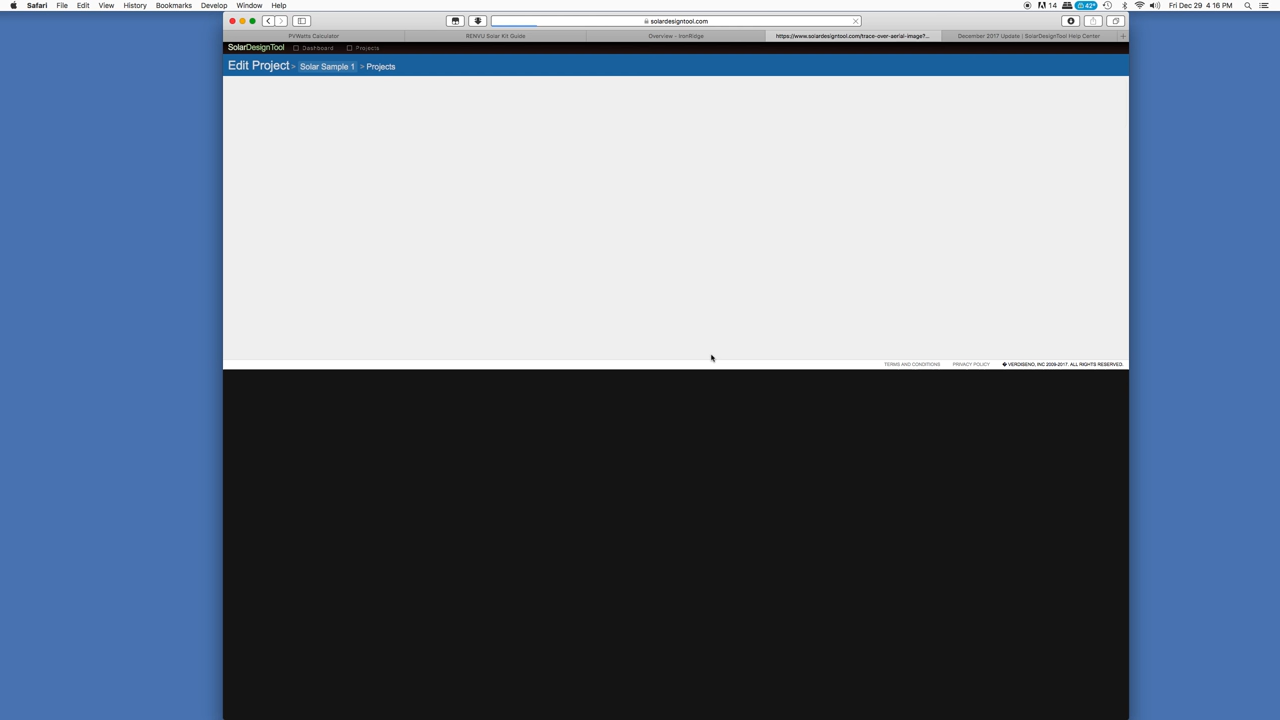 Safari File Edit View History Bookmarks Develop Window Help 14 42° Fri Dec 29 4:16 PM
solardesigntool.com
PVWatts Calculator RENVU Solar Kit Guide Overview – IronRidge https://www.solardesigntool.com/trace-over-aerial-image?... December 2017 Update | SolarDesignTool Help Center +
SolarDesignTool Dashboard Projects
Edit Project > Solar Sample 1 > Projects
TERMS AND CONDITIONS PRIVACY POLICY � VERDISENO, INC 2009-2017. ALL RIGHTS RESERVED.